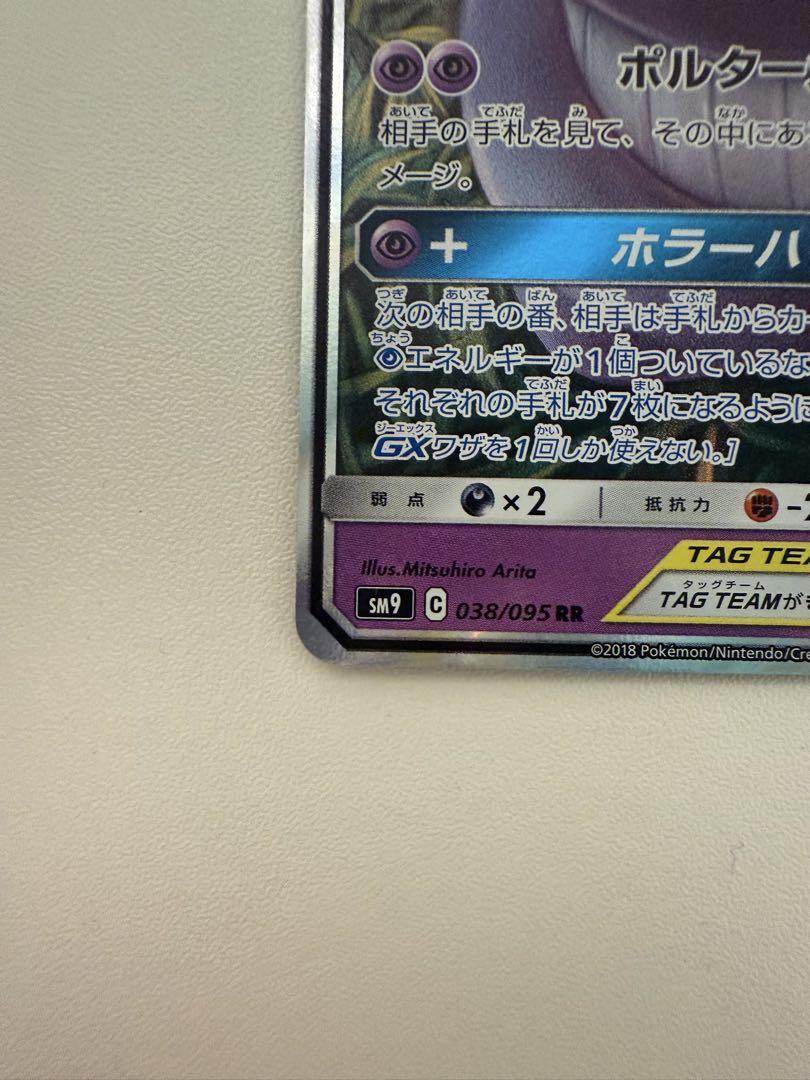 ポルター
相手の手札を見て、その中にあ
メージ。
+ ホラーハ
次の相手の番、相手は手札からカー
エネルギーが1個ついているな
それぞれの手札が7枚になるように
GXワザを1回しか使えない。]
弱点 ×2 抵抗力 -2
Illus.Mitsuhiro Arita
TAG TEA
SM9 C 038/095 RR
TAG TEAMが
©2018 Pokémon/Nintendo/Cre